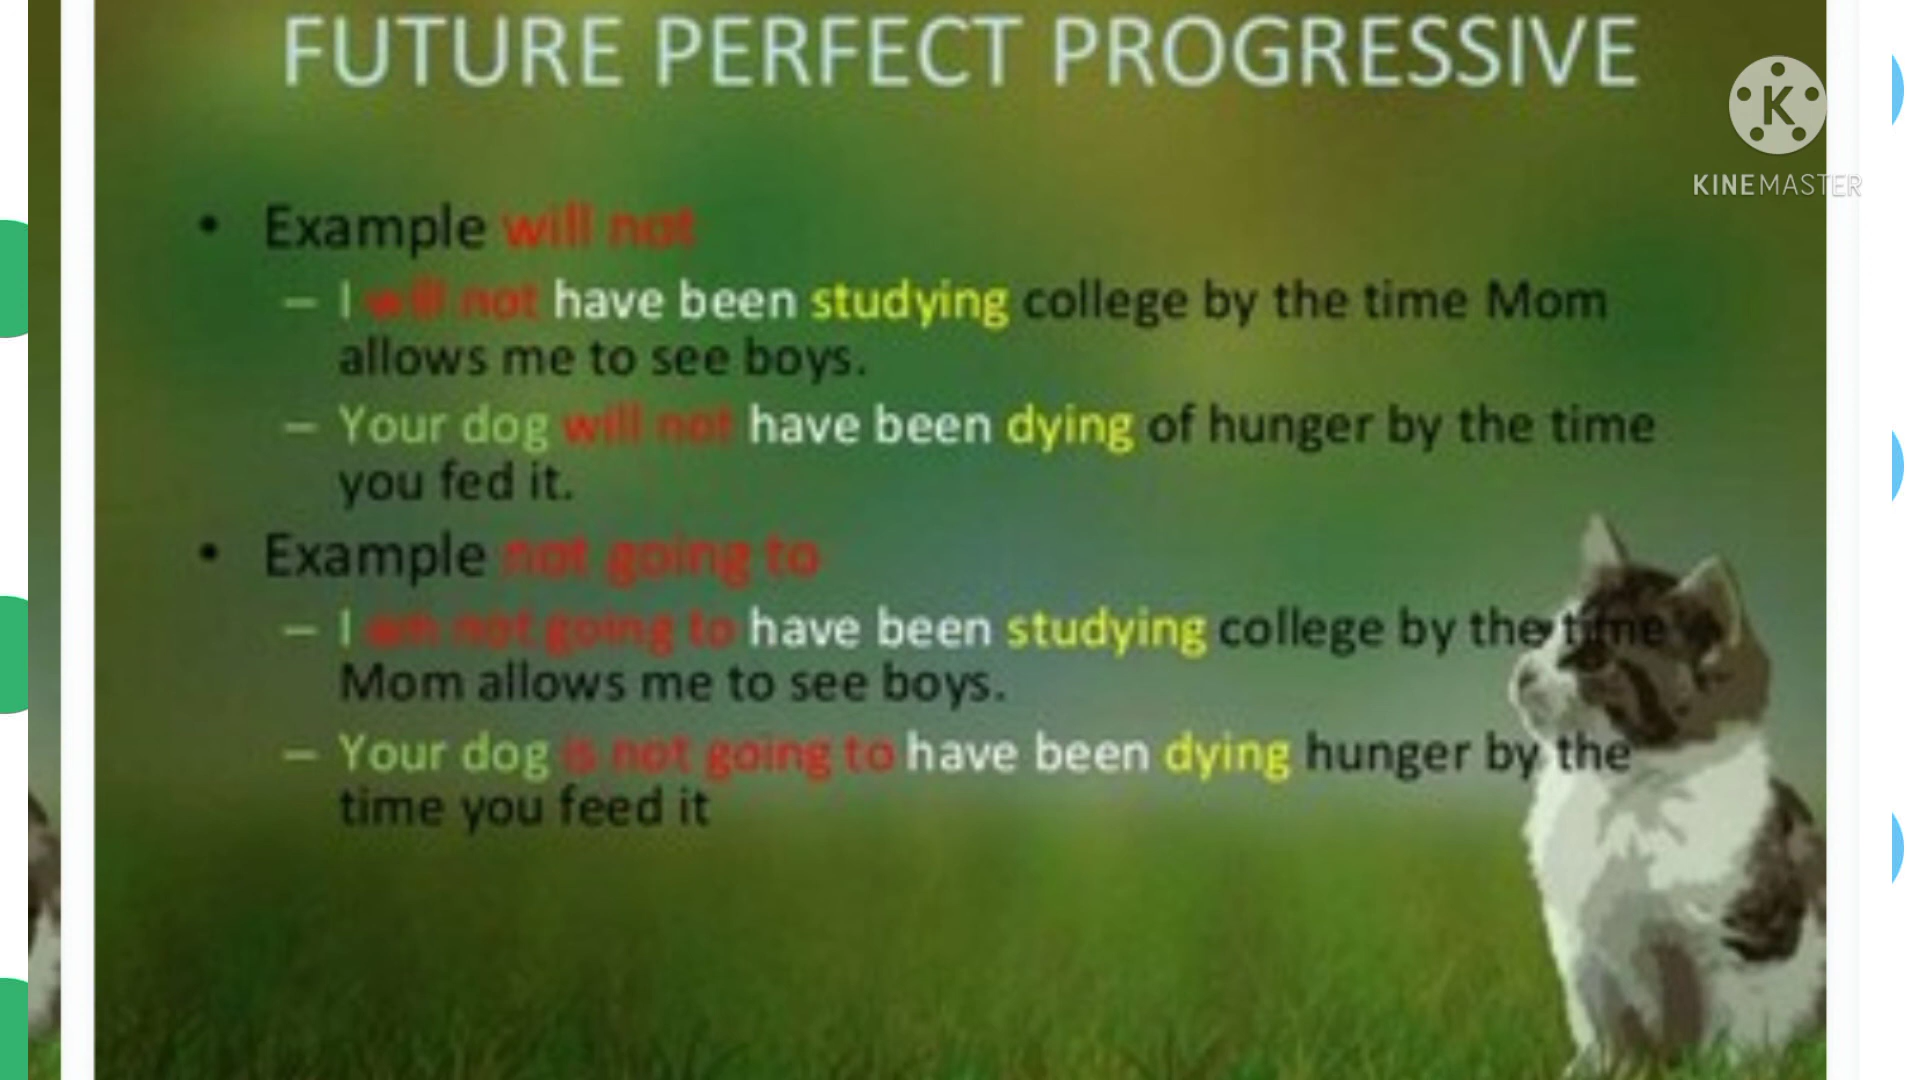 FUTURE PERFECT PROGRESSIVE
KINEMASTER
• Example will not
– I will not have been studying college by the time Mom
allows me to see boys.
– Your dog will not have been dying of hunger by the time
you fed it.
• Example not going to
– I am not going to have been studying college by the time
Mom allows me to see boys.
– Your dog is not going to have been dying hunger by the
time you feed it